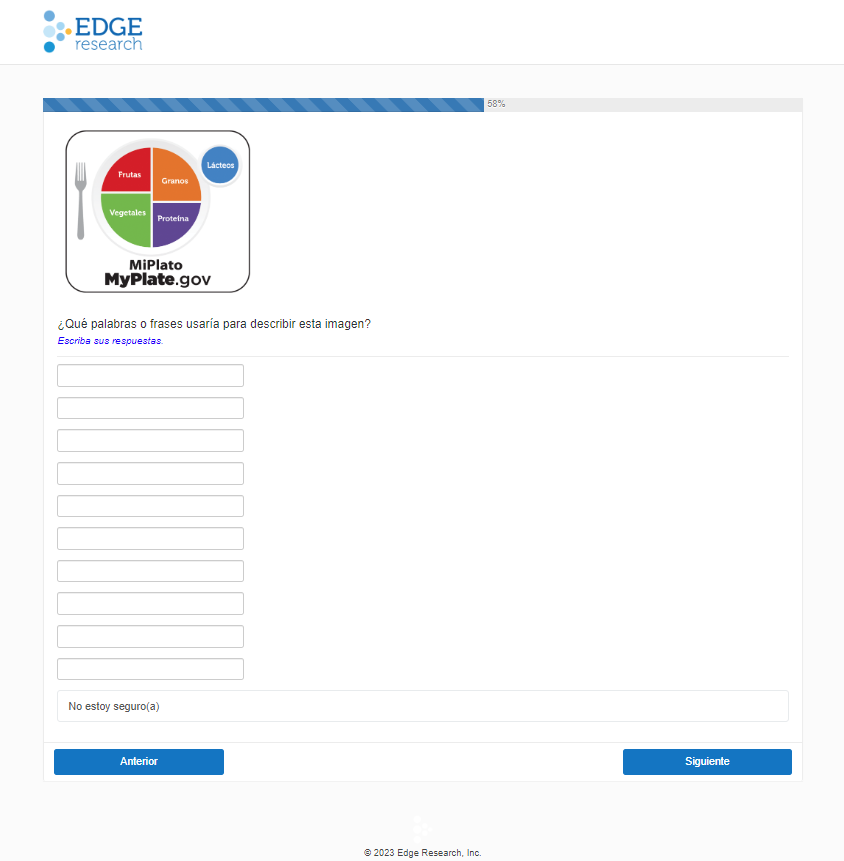 EDGE
research
58%
Frutas
Granos
Lácteos
Vegetales
Proteína
MiPlato
MyPlate.gov
¿Qué palabras o frases usaría para describir esta imagen?
Escriba sus respuestas.
No estoy seguro(a)
Anterior
Siguiente
© 2023 Edge Research, Inc.